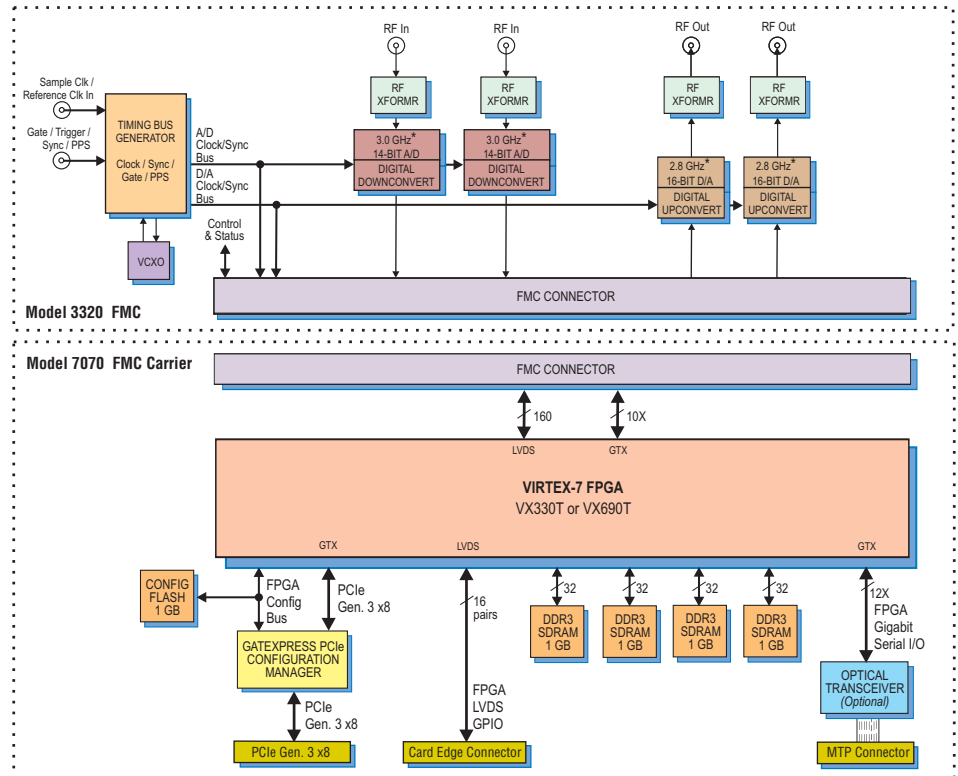 RF In
RF In
RF Out
RF Out
Sample Clk /
Reference Clk In
Gate / Trigger /
Sync / PPS
TIMING BUS
GENERATOR
Clock / Sync /
Gate / PPS
VCXO
A/D
Clock/Sync
Bus
D/A
Clock/Sync
Bus
Control
& Status
RF
XFORMR
RF
XFORMR
RF
XFORMR
RF
XFORMR
3.0 GHz*
14-BIT A/D
DIGITAL
DOWNCONVERT
3.0 GHz*
14-BIT A/D
DIGITAL
DOWNCONVERT
2.8 GHz*
16-BIT D/A
DIGITAL
UPCONVERT
2.8 GHz*
16-BIT D/A
DIGITAL
UPCONVERT
FMC CONNECTOR
Model 3320 FMC
Model 7070 FMC Carrier
FMC CONNECTOR
160
10X
LVDS
GTX
VIRTEX-7 FPGA
VX330T or VX690T
GTX
LVDS
GTX
CONFIG
FLASH
1 GB
FPGA
Config
Bus
PCIe
Gen. 3 x8
GATEXPRESS PCIe
CONFIGURATION
MANAGER
PCIe
Gen. 3 x8
PCIe Gen. 3 x8
16
pairs
FPGA
LVDS
GPIO
Card Edge Connector
32
32
32
32
DDR3
SDRAM
1 GB
DDR3
SDRAM
1 GB
DDR3
SDRAM
1 GB
DDR3
SDRAM
1 GB
12X
FPGA
Gigabit
Serial I/O
OPTICAL
TRANSCEIVER
(Optional)
MTP Connector